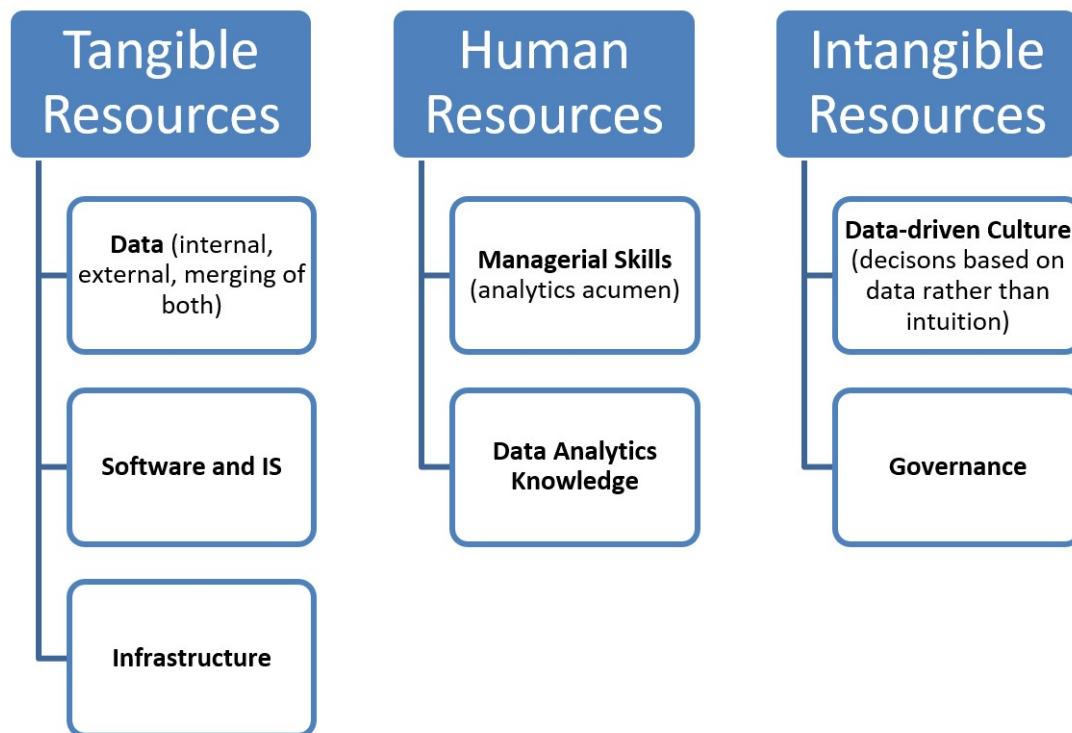 Tangible
Resources
Data (internal,
external, merging of
both)
Software and IS
Infrastructure
Human
Resources
Managerial Skills
(analytics acumen)
Data Analytics
Knowledge
Intangible
Resources
Data-driven Culture
(decisons based on
data rather than
intuition)
Governance